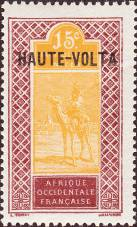 15c
HAUTE-VOLTA
AFRIQUE
OCCIDENTALE
FRANÇAISE